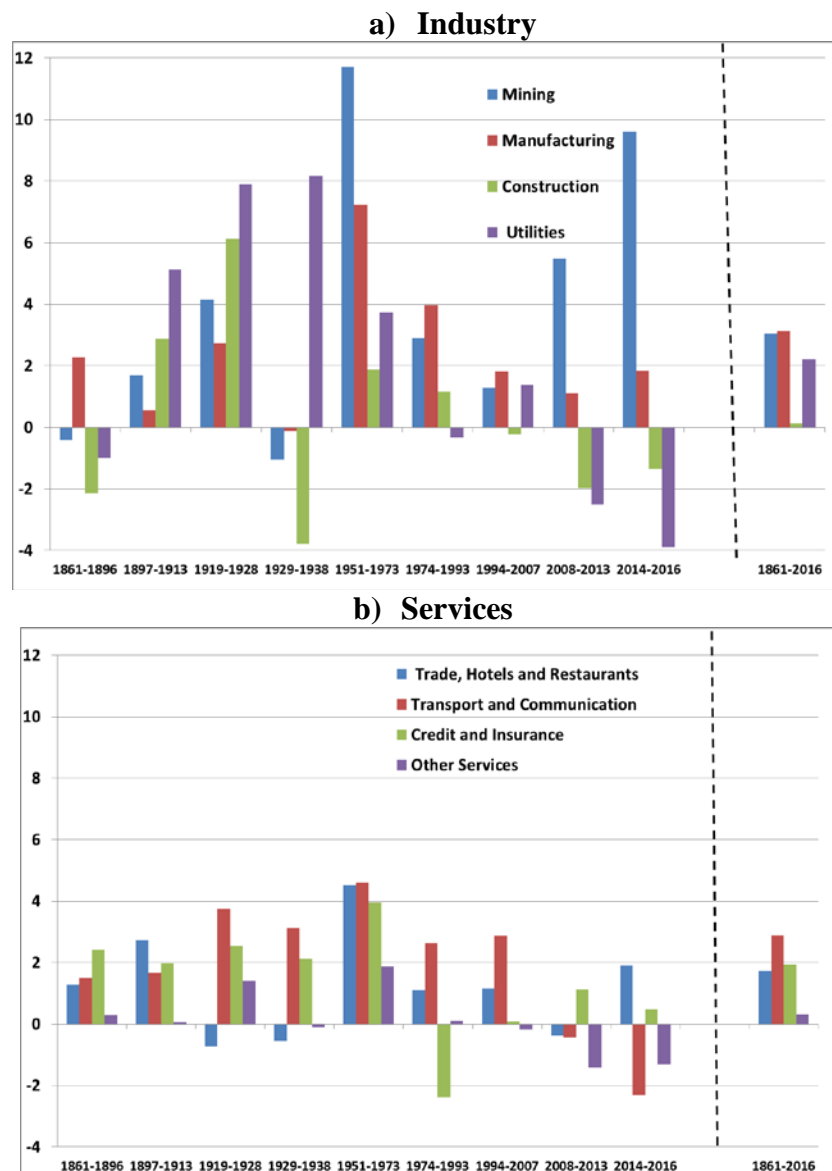 a) Industry
12
10
8
6
4
2
0
-2
-4
Mining
Manufacturing
Construction
Utilities
1861-1896 1897-1913 1919-1928 1929-1938 1951-1973 1974-1993 1994-2007 2008-2013 2014-2016 1861-2016
b) Services
12
10
8
6
4
2
0
-2
-4
Trade, Hotels and Restaurants
Transport and Communication
Credit and Insurance
Other Services
1861-1896 1897-1913 1919-1928 1929-1938 1951-1973 1974-1993 1994-2007 2008-2013 2014-2016 1861-2016